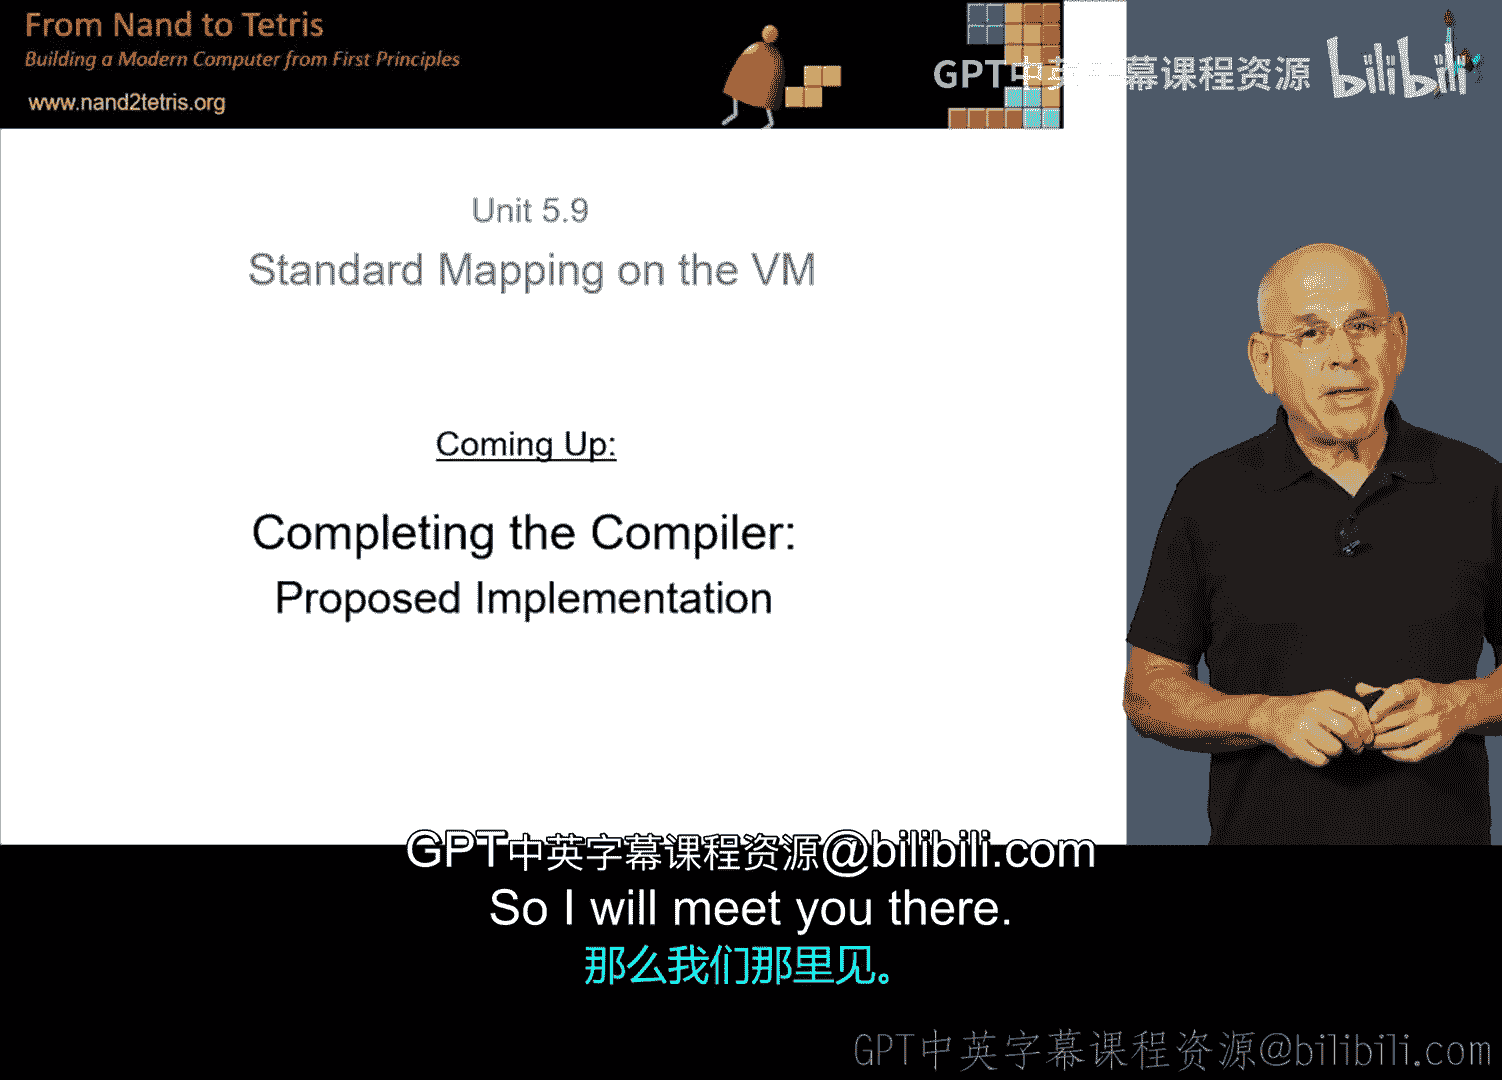 From Nand to Tetris
Building a Modern Computer from First Principles
www.nand2tetris.org
GPT中英字幕课程资源 bilibili
Unit 5.9
Standard Mapping on the VM
Coming Up:
Completing the Compiler:
Proposed Implementation
GPT中英字幕课程资源@bilibili.com
So I will meet you there.
那么我们那里见。
GPT中英字幕课程资源@bilibili.com